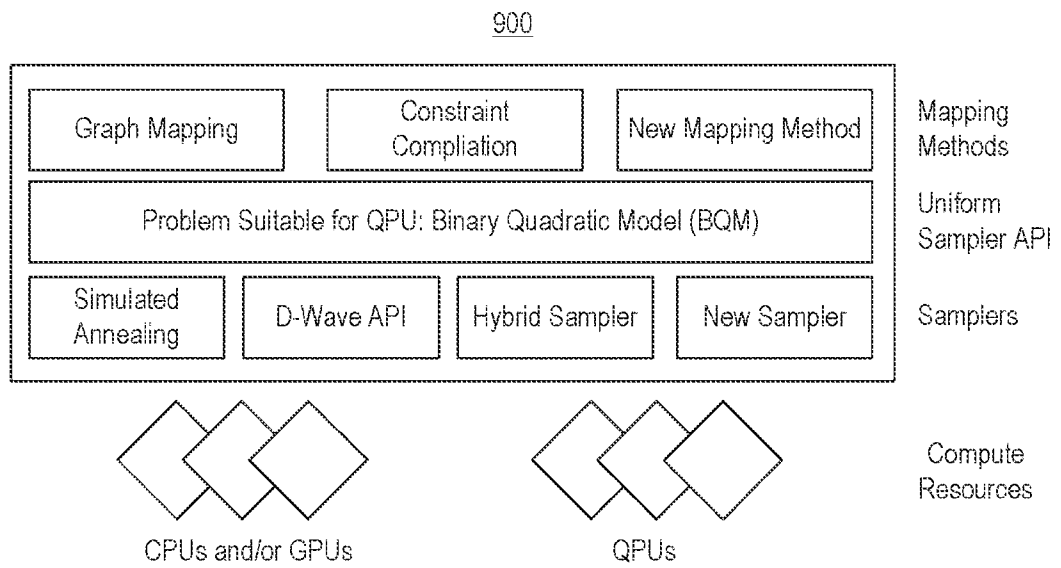 900
Graph Mapping
Constraint
Compliation
New Mapping Method
Mapping
Methods
Problem Suitable for QPU: Binary Quadratic Model (BQM)
Uniform
Sampler API
Simulated
Annealing
D-Wave API
Hybrid Sampler
New Sampler
Samplers
Compute
Resources
CPUs and/or GPUs
QPUs